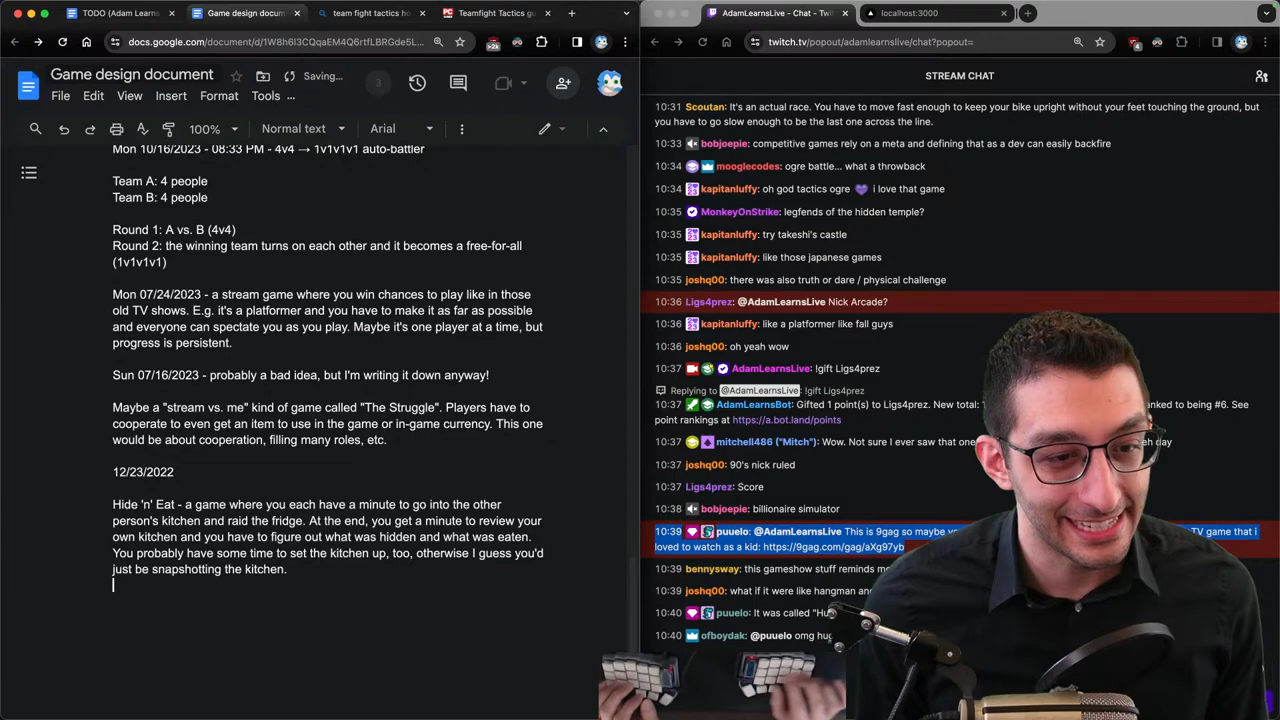 TODO (Adam Learns
Game design docum
team fight tactics ho
Teamfight Tactics gu
AdamLearnsLive - Chat - Twi
localhost:3000
docs.google.com/document/d/1W8h6I3CQqaEM4Q6rtfLBRGde5L...
twitch.tv/popout/adamlearnslive/chat?popout=
Game design document
Saving...
File Edit View Insert Format Tools ...
100% Normal text Arial
Mon 10/16/2023 - 08:33 PM - 4v4 → 1v1v1v1 auto-battler
Team A: 4 people
Team B: 4 people
Round 1: A vs. B (4v4)
Round 2: the winning team turns on each other and it becomes a free-for-all
(1v1v1v1)
Mon 07/24/2023 - a stream game where you win chances to play like in those
old TV shows. E.g. it's a platformer and you have to make it as far as possible
and everyone can spectate you as you play. Maybe it's one player at a time, but
progress is persistent.
Sun 07/16/2023 - probably a bad idea, but I'm writing it down anyway!
Maybe a "stream vs. me" kind of game called "The Struggle". Players have to
cooperate to even get an item to use in the game or in-game currency. This one
would be about cooperation, filling many roles, etc.
12/23/2022
Hide 'n' Eat - a game where you each have a minute to go into the other
person's kitchen and raid the fridge. At the end, you get a minute to review your
own kitchen and you have to figure out what was hidden and what was eaten.
You probably have some time to set the kitchen up, too, otherwise I guess you'd
just be snapshotting the kitchen.
STREAM CHAT
10:31 Scoutan: It's an actual race. You have to move fast enough to keep your bike upright without your feet touching the ground, but
you have to go slow enough to be the last one across the line.
10:33 bobjoepie: competitive games rely on a meta and defining that as a dev can easily backfire
10:34 mooglecodes: ogre battle... what a throwback
10:34 kapitanluffy: oh god tactics ogre i love that game
10:35 MonkeyOnStrike: legfends of the hidden temple?
10:35 kapitanluffy: try takeshi's castle
10:35 kapitanluffy: like those japanese games
10:35 joshq00: there was also truth or dare / physical challenge
10:36 Ligs4prez: @AdamLearnsLive Nick Arcade?
10:36 kapitanluffy: like a platformer like fall guys
10:36 joshq00: oh yeah wow
10:37 AdamLearnsLive: !gift Ligs4prez
Replying to @AdamLearnsLive: !gift Ligs4prez
10:37 AdamLearnsBot: Gifted 1 point(s) to Ligs4prez. New total: 1 anked to being #6. See
point rankings at https://a.bot.land/points
10:37 mitchell486 ("Mitch"): Wow. Not sure I ever saw that one eh day
10:37 joshq00: 90's nick ruled
10:37 Ligs4prez: Score
10:38 bobjoepie: billionaire simulator
10:39 puuelo: @AdamLearnsLive This is 9gag so maybe TV game that i
loved to watch as a kid: https://9gag.com/gag/aXg97yb
10:39 bennysway: this gameshow stuff reminds me
10:39 joshq00: what if it were like hangman
10:40 puuelo: It was called
10:40 ofboydak: @puuelo omg